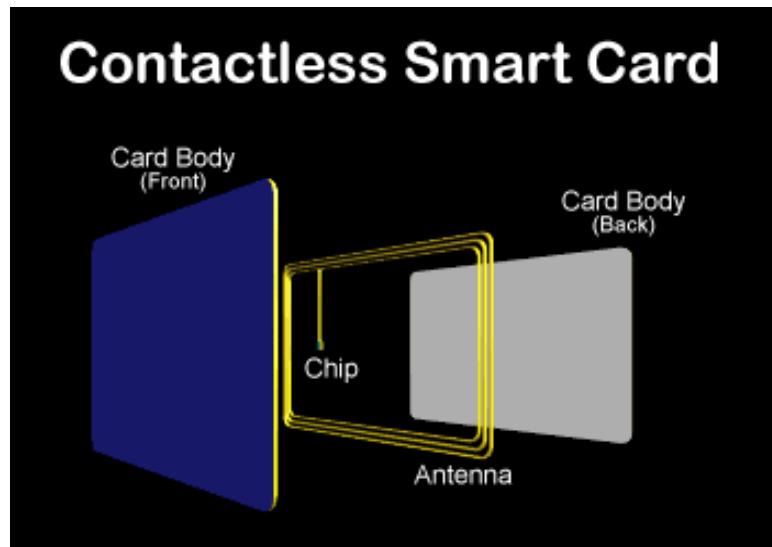 Contactless Smart Card
Card Body
(Front)
Card Body
(Back)
Chip
Antenna